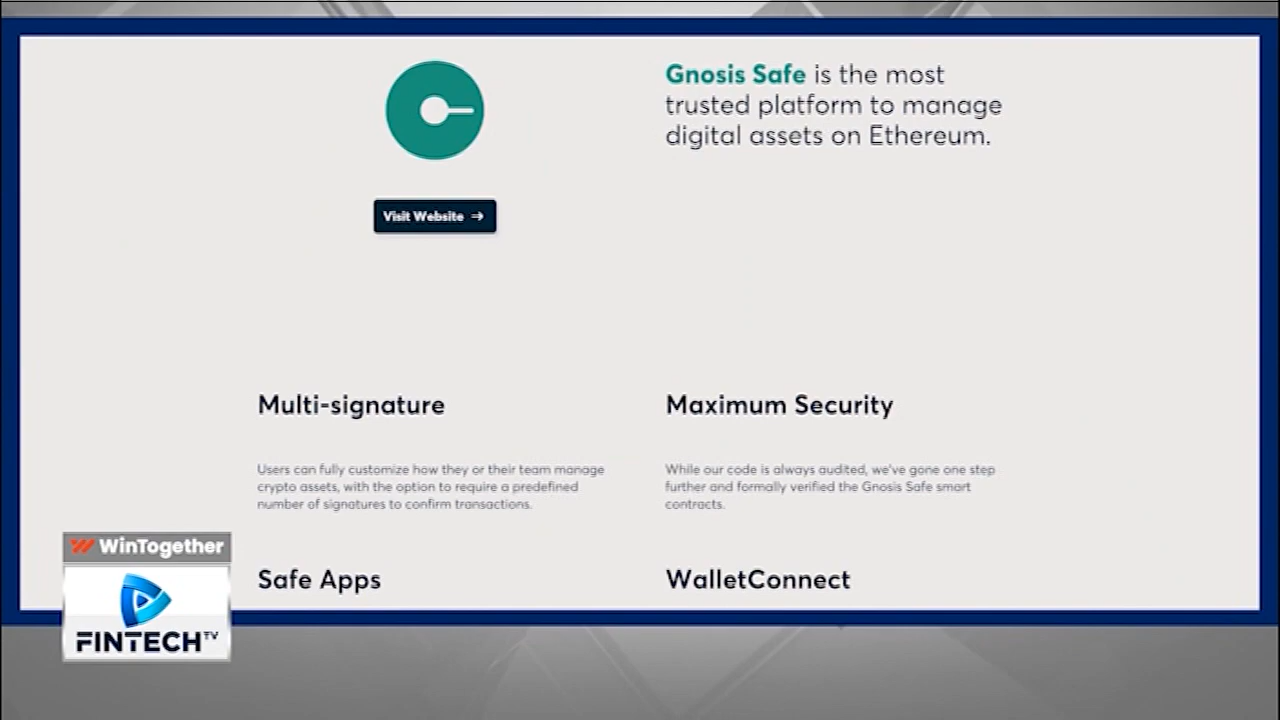 Gnosis Safe is the most
trusted platform to manage
digital assets on Ethereum.
Visit Website →
Multi-signature
Maximum Security
Users can fully customize how they or their team manage
crypto assets, with the option to require a predefined
number of signatures to confirm transactions.
While our code is always audited, we've gone one step
further and formally verified the Gnosis Safe smart
contracts.
Safe Apps
WalletConnect
WinTogether
FINTECH TV